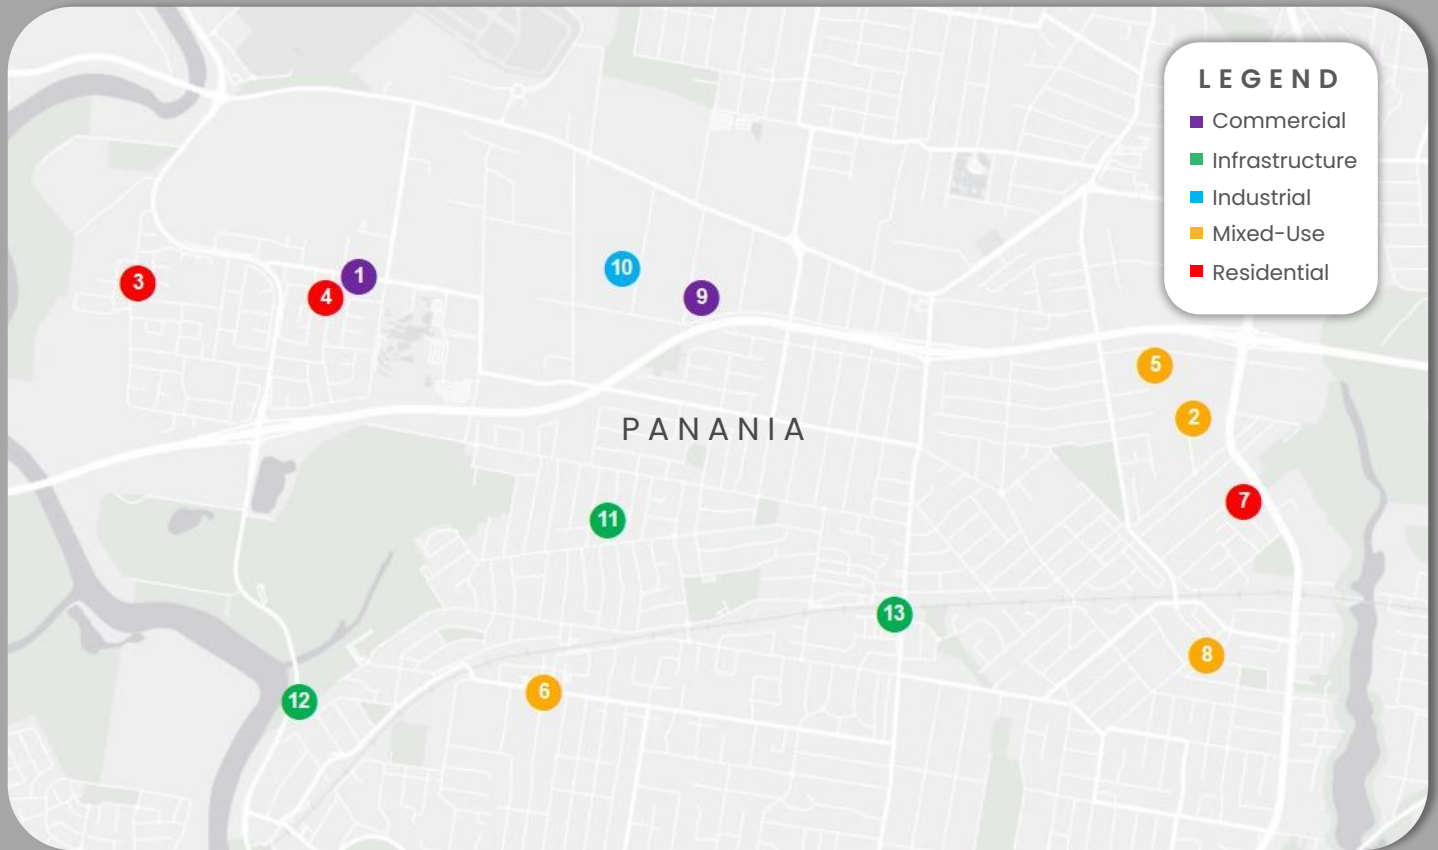 LEGEND
Commercial
Infrastructure
Industrial
Mixed-Use
Residential
3
4
1
10
9
5
2
PANANIA
7
11
13
8
6
12